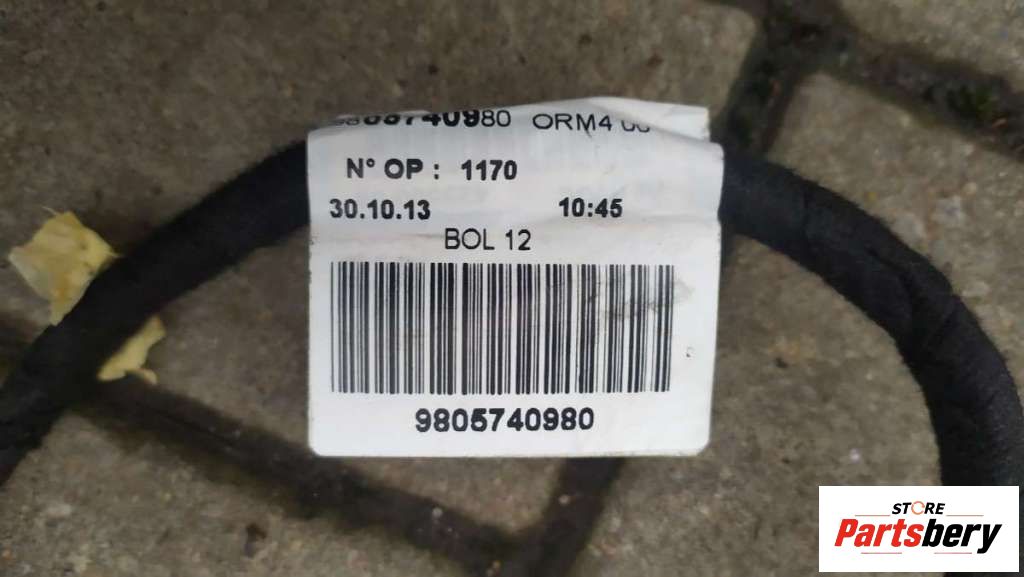 9805740980 ORM4
N° OP : 1170
30.10.13 10:45
BOL 12
9805740980
STORE
Partsbery